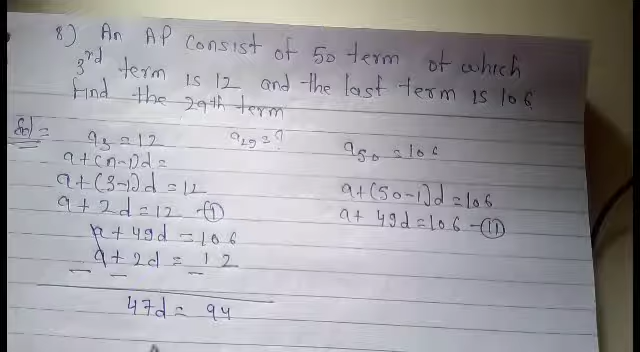 8) An AP consist of 50 term of which
3rd term is 12 and the last term is 106
Find the 29th term
Sol =
a3 = 12 a29 = ? a50 = 106
a+(n-1)d =
a+(3-1)d = 12 a+(50-1)d = 106
a+2d = 12 -① a+49d = 106 -⑪
a+49d = 106
a+2d = 12
- - -
47d = 94